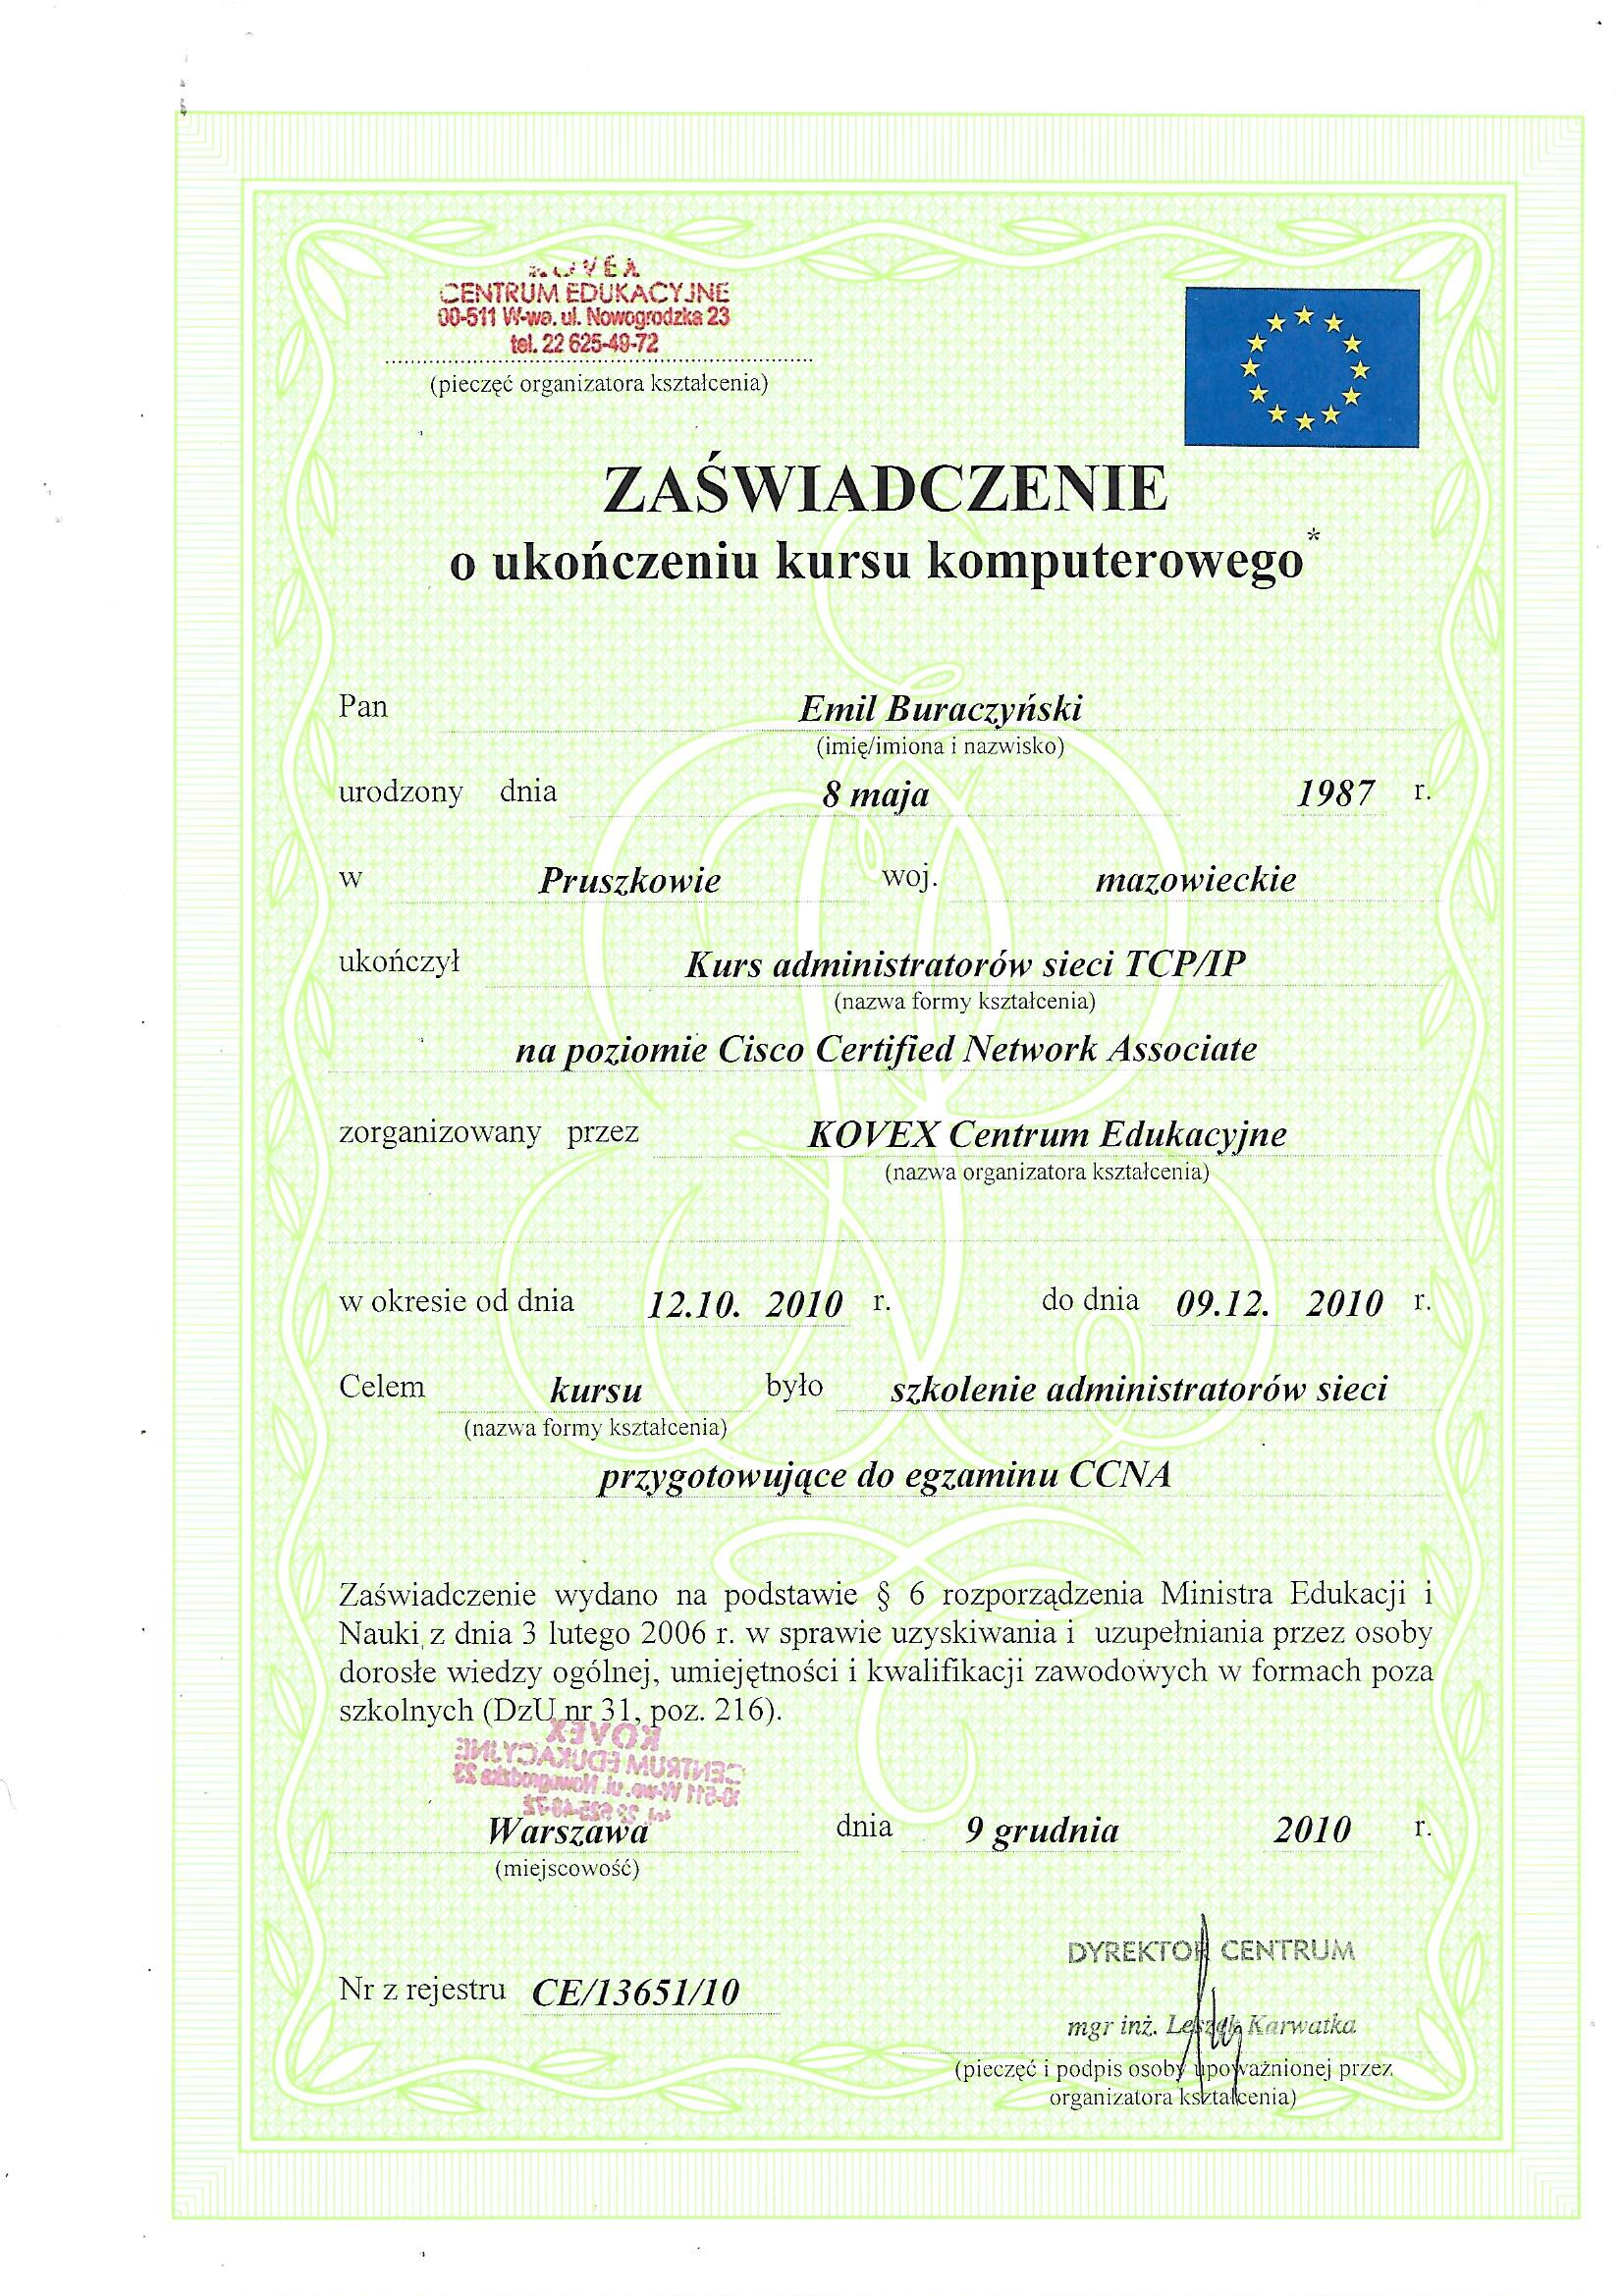 KOVEX
CENTRUM EDUKACYJNE
00-511 W-wa. ul. Nowogrodzka 23
tel. 22 625-49-72
(pieczęć organizatora kształcenia)
ZAŚWIADCZENIE
o ukończeniu kursu komputerowego*
Pan Emil Buraczyński
(imię/imiona i nazwisko)
urodzony dnia 8 maja 1987 r.
w Pruszkowie woj. mazowieckie
ukończył Kurs administratorów sieci TCP/IP
(nazwa formy kształcenia)
na poziomie Cisco Certified Network Associate
zorganizowany przez KOVEX Centrum Edukacyjne
(nazwa organizatora kształcenia)
w okresie od dnia 12.10. 2010 r. do dnia 09.12. 2010 r.
Celem kursu było szkolenie administratorów sieci
(nazwa formy kształcenia)
przygotowujące do egzaminu CCNA
Zaświadczenie wydano na podstawie § 6 rozporządzenia Ministra Edukacji i
Nauki z dnia 3 lutego 2006 r. w sprawie uzyskiwania i uzupełniania przez osoby
dorosłe wiedzy ogólnej, umiejętności i kwalifikacji zawodowych w formach poza
szkolnych (DzU nr 31, poz. 216).
KOVEX
CENTRUM EDUKACYJNE
00-511 W-wa. ul. Nowogrodzka 23
tel. 22 625-49-72
Warszawa dnia 9 grudnia 2010 r.
(miejscowość)
DYREKTOR CENTRUM
Nr z rejestru CE/13651/10
mgr inż. Leszek Karwatka
(pieczęć i podpis osoby upoważnionej przez
organizatora kształcenia)